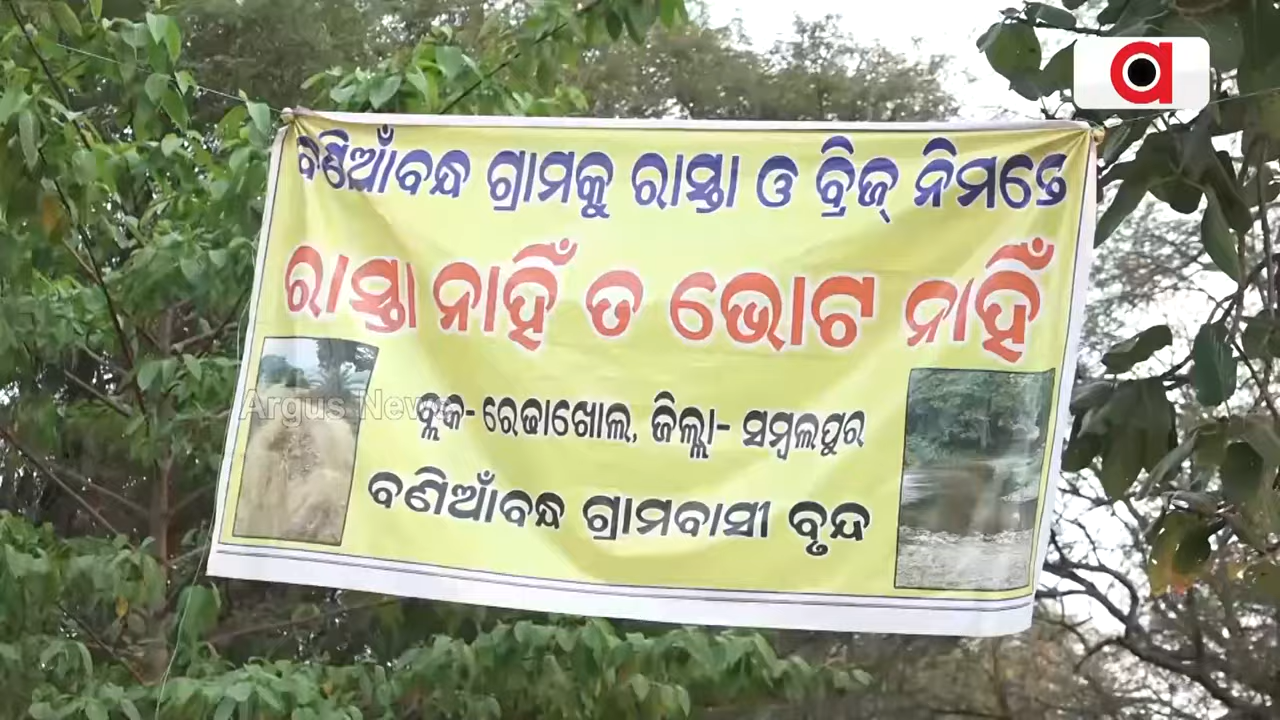 ବଣିଆଁବନ୍ଧ ଗ୍ରାମକୁ ରାସ୍ତା ଓ ବ୍ରିଜ୍ ନିମନ୍ତେ
ରାସ୍ତା ନାହିଁ ତ ଭୋଟ ନାହିଁ
Argus News
ବ୍ଲକ- ରେଢାଖୋଲ, ଜିଲ୍ଲା- ସମ୍ବଲପୁର
ବଣିଆଁବନ୍ଧ ଗ୍ରାମବାସୀ ବୃନ୍ଦ